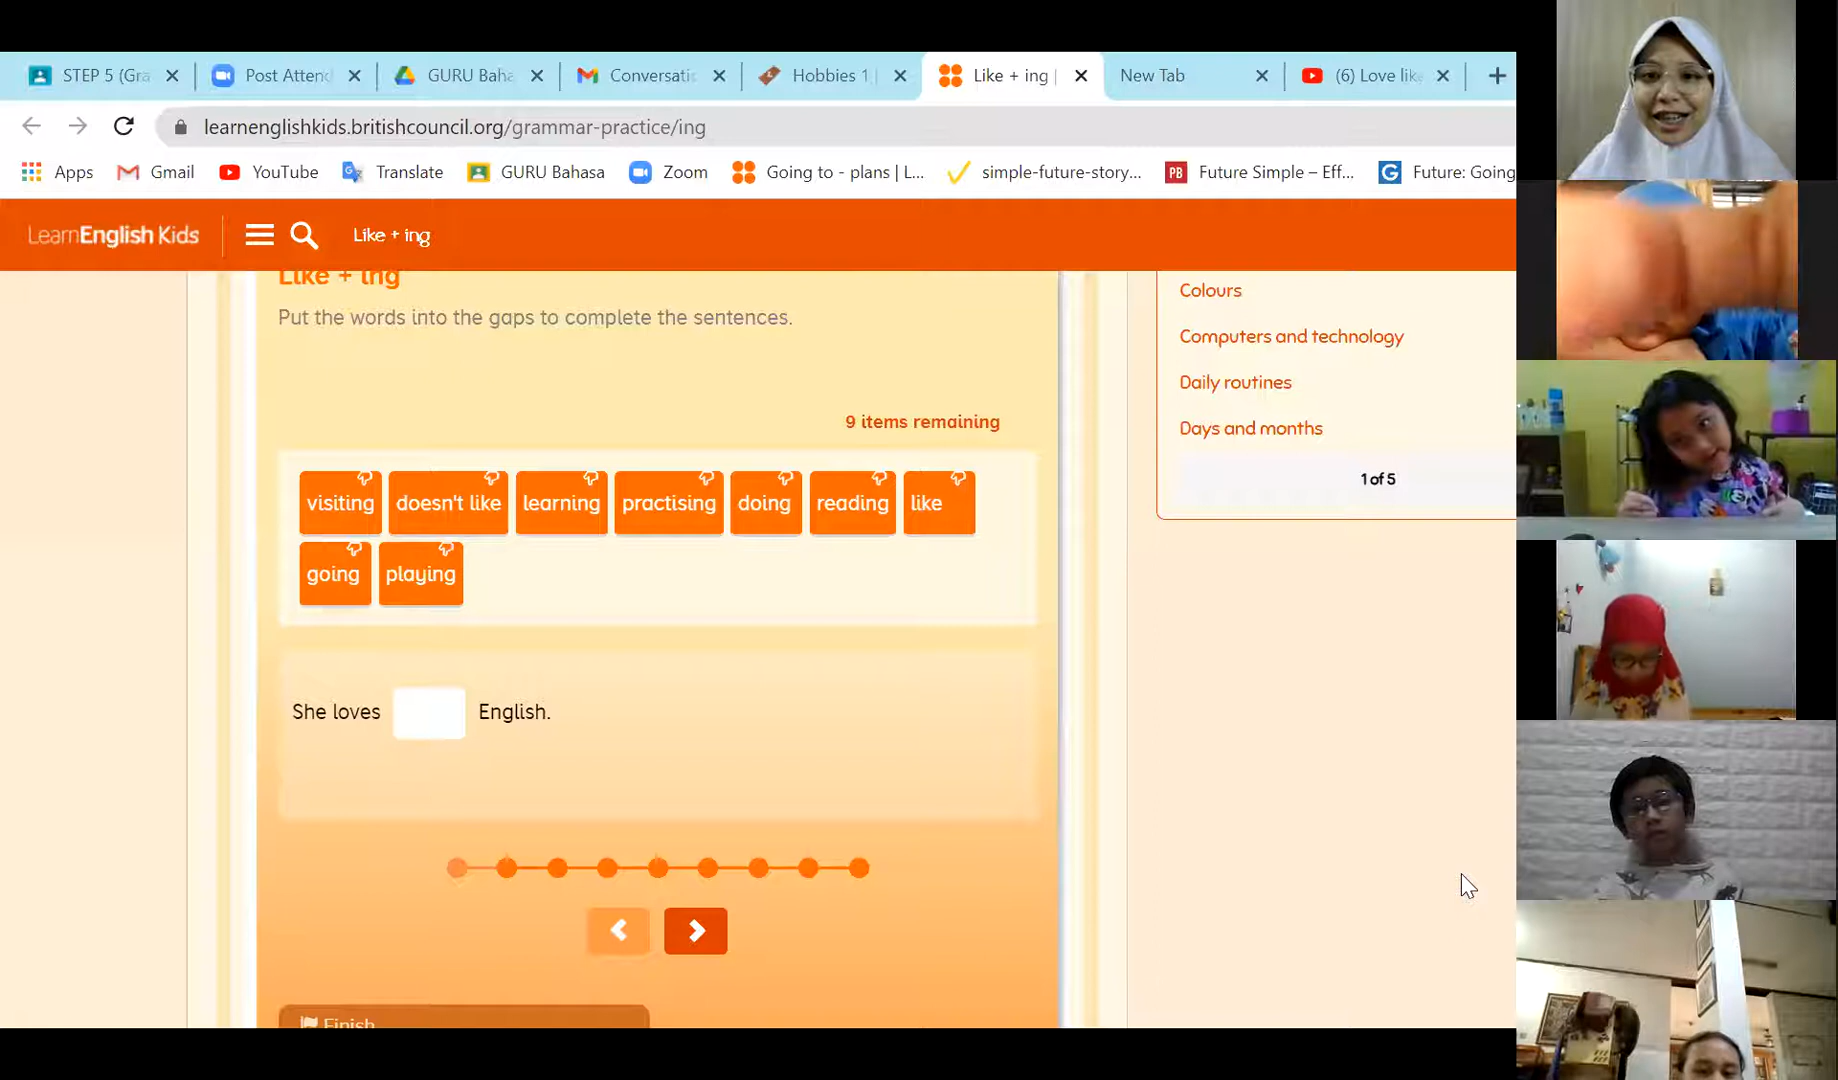 STEP 5 (Gra
Post Attend
GURU Baha
Conversatio
Hobbies 1 |
Like + ing |
New Tab
(6) Love like
learnenglishkids.britishcouncil.org/grammar-practice/ing
Apps
Gmail
YouTube
Translate
GURU Bahasa
Zoom
Going to - plans | L...
simple-future-story...
PB
Future Simple – Eff...
G
Future: Going
LearnEnglish Kids
Like + ing
Like + ing
Put the words into the gaps to complete the sentences.
9 items remaining
visiting doesn't like learning practising doing reading like
going playing
She loves English.
Finish
Colours
Computers and technology
Daily routines
Days and months
1 of 5